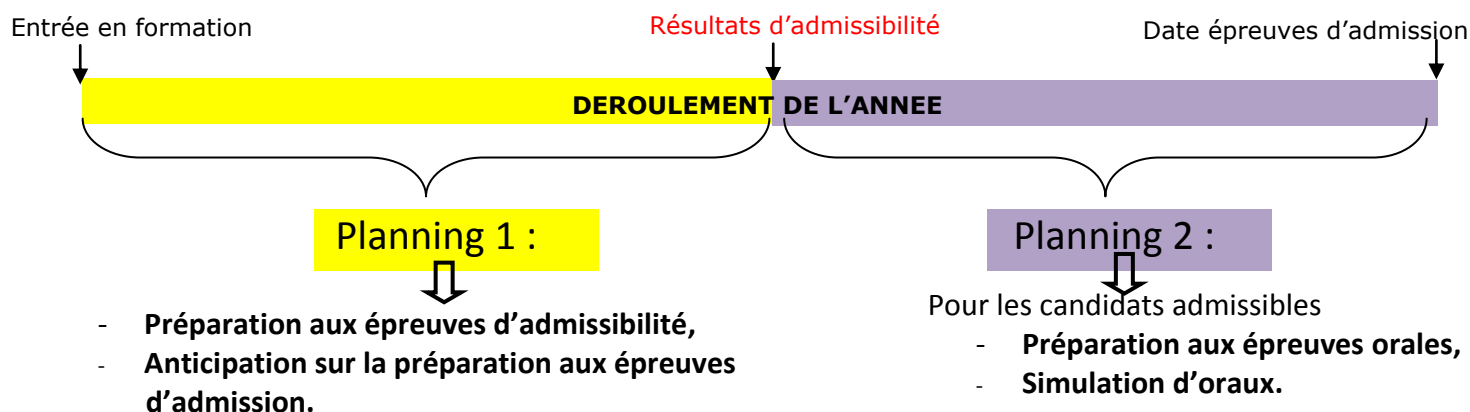 Entrée en formation
Résultats d’admissibilité
Date épreuves d’admission
DEROULEMENT DE L’ANNEE
Planning 1 :
- Préparation aux épreuves d’admissibilité,
- Anticipation sur la préparation aux épreuves
d’admission.
Planning 2 :
Pour les candidats admissibles
- Préparation aux épreuves orales,
- Simulation d’oraux.